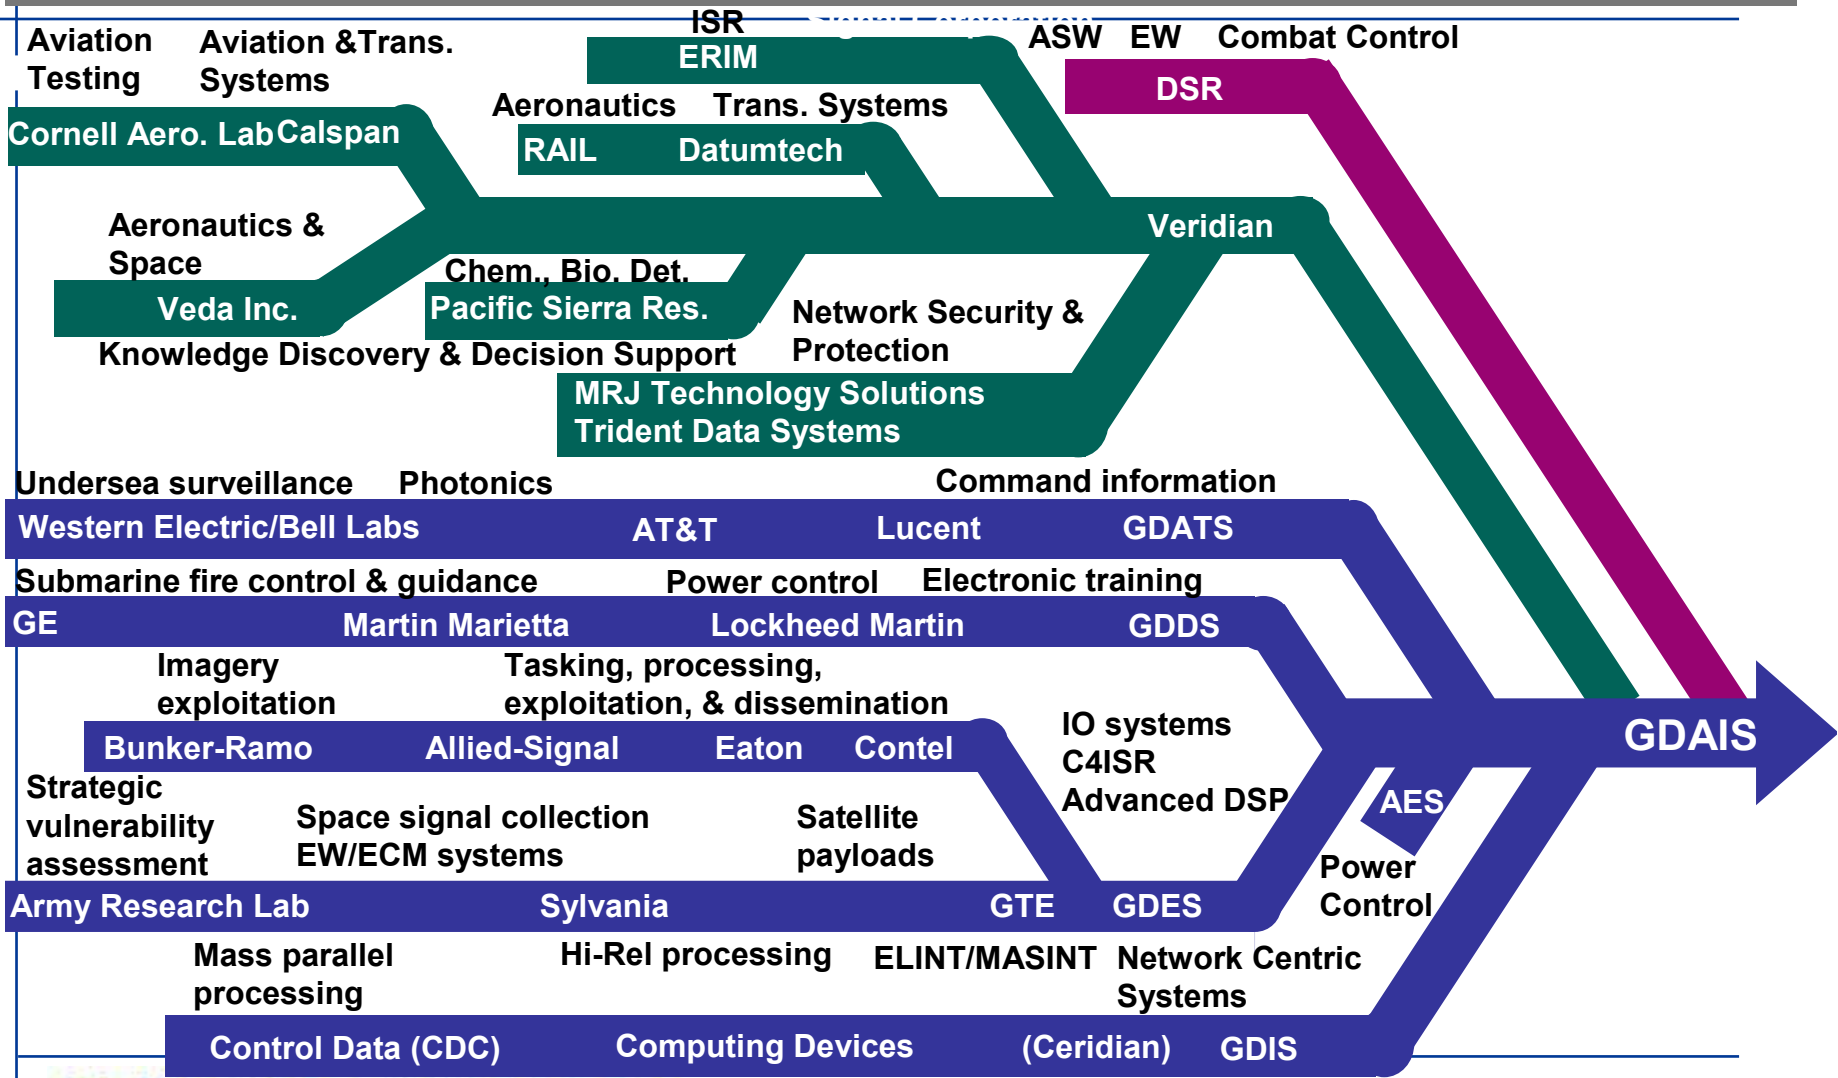 ISR
Signal Corporation
ASW EW Combat Control
Aviation
Testing
Aviation &Trans.
Systems
ERIM
DSR
Aeronautics Trans. Systems
Cornell Aero. Lab Calspan
RAIL Datumtech
Aeronautics &
Space
Veridian
Chem., Bio. Det.
Veda Inc.
Pacific Sierra Res.
Network Security &
Protection
Knowledge Discovery & Decision Support
MRJ Technology Solutions
Trident Data Systems
Undersea surveillance Photonics Command information
Western Electric/Bell Labs AT&T Lucent GDATS
Submarine fire control & guidance Power control Electronic training
GE Martin Marietta Lockheed Martin GDDS
Imagery
exploitation
Tasking, processing,
exploitation, & dissemination
Bunker-Ramo Allied-Signal Eaton Contel
IO systems
C4ISR
Advanced DSP
GDAIS
AES
Strategic
vulnerability
assessment
Space signal collection
EW/ECM systems
Satellite
payloads
Power
Control
Army Research Lab Sylvania GTE GDES
Mass parallel
processing
Hi-Rel processing
ELINT/MASINT
Network Centric
Systems
Control Data (CDC) Computing Devices (Ceridian) GDIS